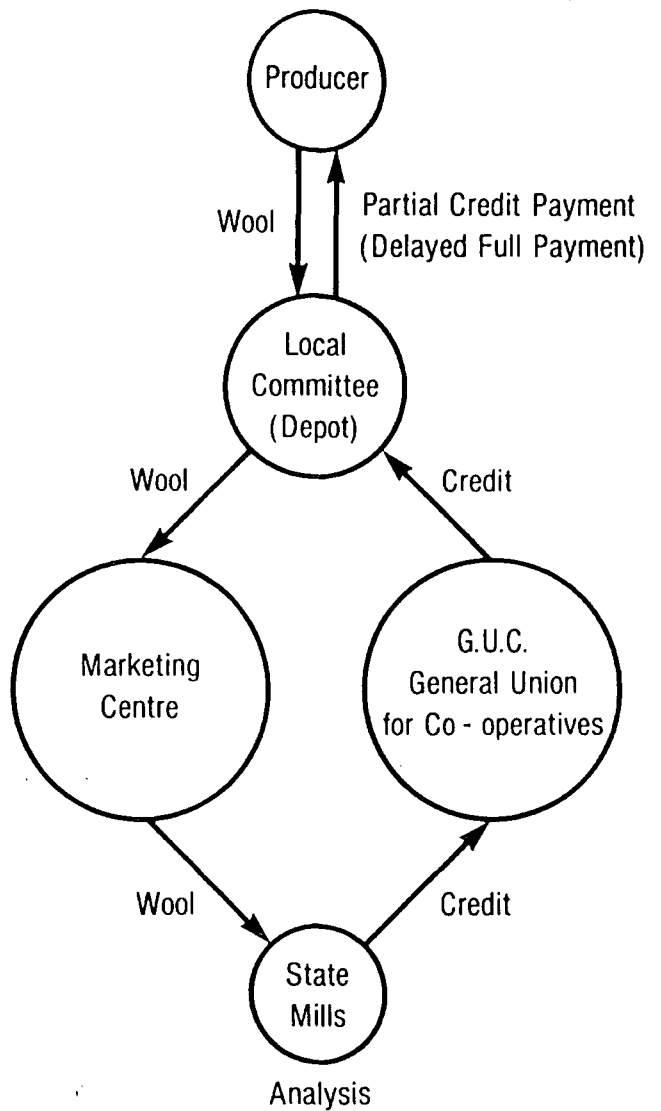 Producer
Wool
Partial Credit Payment
(Delayed Full Payment)
Local
Committee
(Depot)
Wool
Credit
Marketing
Centre
G.U.C.
General Union
for Co - operatives
Wool
Credit
State
Mills
Analysis